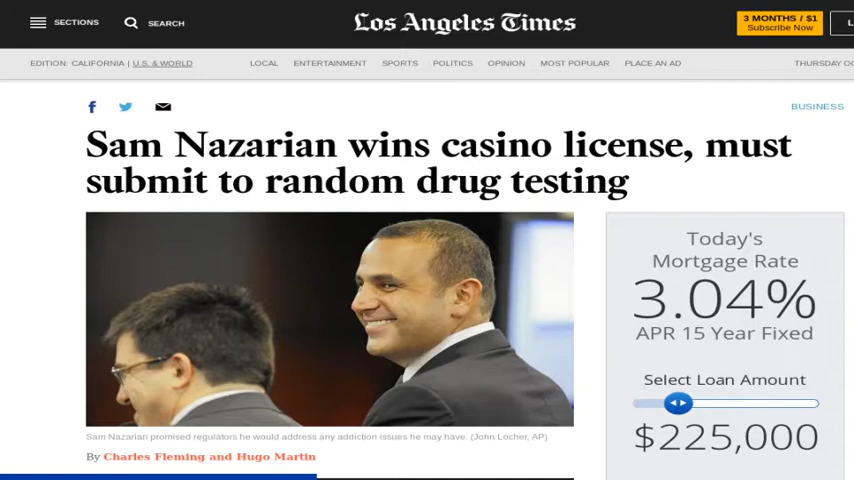 SECTIONS
SEARCH
Los Angeles Times
3 MONTHS / $1
Subscribe Now
L
EDITION: CALIFORNIA | U.S. & WORLD
LOCAL
ENTERTAINMENT
SPORTS
POLITICS
OPINION
MOST POPULAR
PLACE AN AD
THURSDAY OC
BUSINESS
Sam Nazarian wins casino license, must
submit to random drug testing
Sam Nazarian promised regulators he would address any addiction issues he may have. (John Locher, AP)
By Charles Fleming and Hugo Martin
Today's
Mortgage Rate
3.04%
APR 15 Year Fixed
Select Loan Amount
$225,000